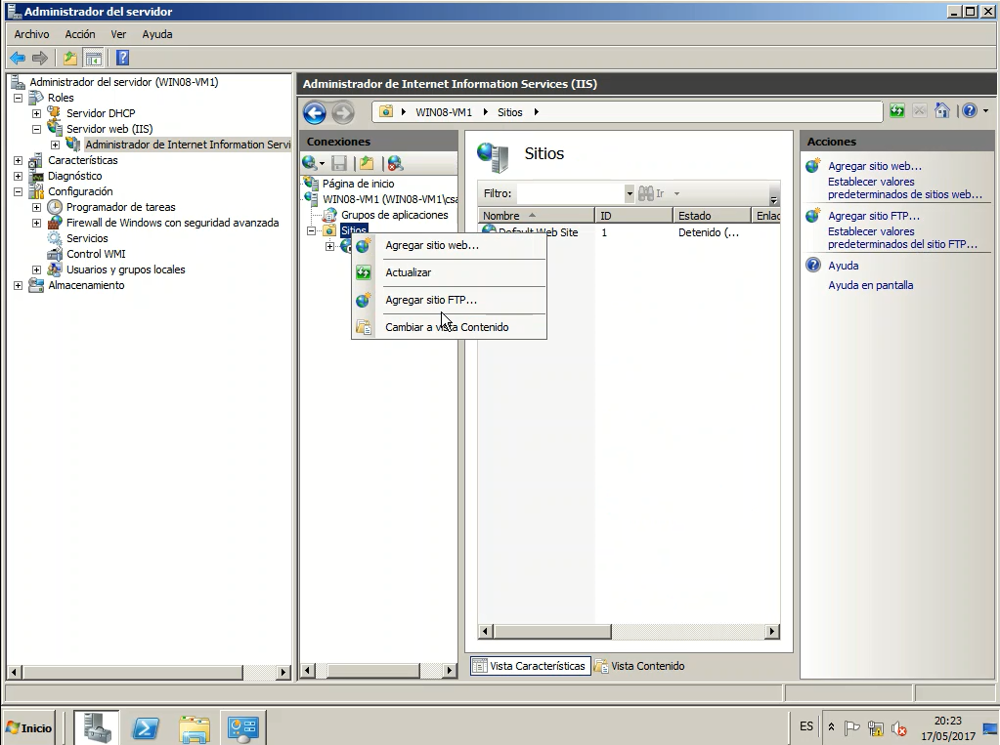 Administrador del servidor
Archivo Acción Ver Ayuda
Administrador del servidor (WIN08-VM1)
Roles
Servidor DHCP
Servidor web (IIS)
Administrador de Internet Information Servi
Características
Diagnóstico
Configuración
Programador de tareas
Firewall de Windows con seguridad avanzada
Servicios
Control WMI
Usuarios y grupos locales
Almacenamiento
Administrador de Internet Information Services (IIS)
WIN08-VM1 Sitios
Conexiones
Página de inicio
WIN08-VM1 (WIN08-VM1\csa
Grupos de aplicaciones
Sitios
Agregar sitio web...
Actualizar
Agregar sitio FTP...
Cambiar a vista Contenido
Sitios
Filtro: Ir
Nombre ID Estado Enlac
Default Web Site 1 Detenido (...
Vista Características Vista Contenido
Acciones
Agregar sitio web...
Establecer valores
predeterminados de sitios web...
Agregar sitio FTP...
Establecer valores
predeterminados del sitio FTP...
Ayuda
Ayuda en pantalla
Inicio
ES
20:23
17/05/2017